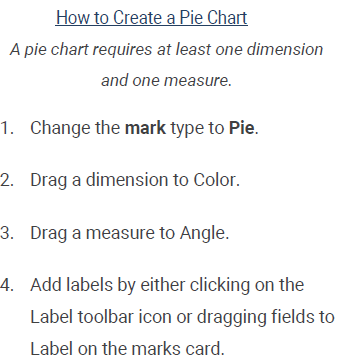 How to Create a Pie Chart
A pie chart requires at least one dimension
and one measure.
1. Change the mark type to Pie.
2. Drag a dimension to Color.
3. Drag a measure to Angle.
4. Add labels by either clicking on the
Label toolbar icon or dragging fields to
Label on the marks card.